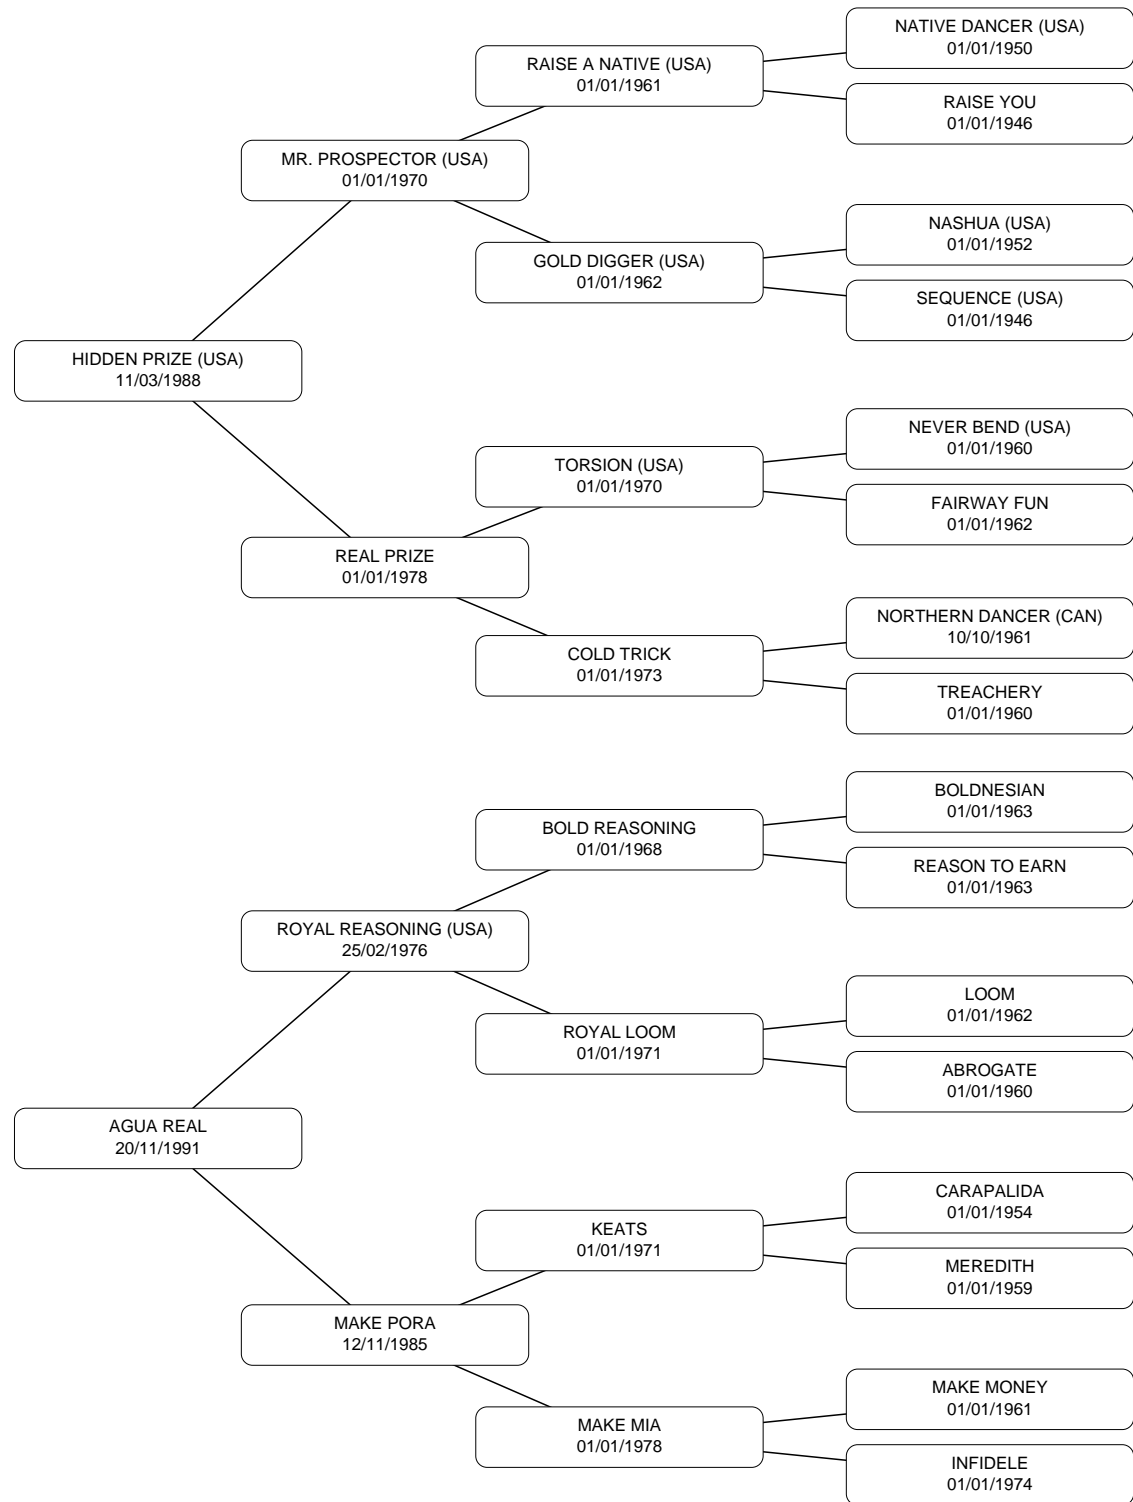 NATIVE DANCER (USA)
01/01/1950
RAISE A NATIVE (USA)
01/01/1961
RAISE YOU
01/01/1946
MR. PROSPECTOR (USA)
01/01/1970
NASHUA (USA)
01/01/1952
GOLD DIGGER (USA)
01/01/1962
SEQUENCE (USA)
01/01/1946
HIDDEN PRIZE (USA)
11/03/1988
NEVER BEND (USA)
01/01/1960
TORSION (USA)
01/01/1970
FAIRWAY FUN
01/01/1962
REAL PRIZE
01/01/1978
NORTHERN DANCER (CAN)
10/10/1961
COLD TRICK
01/01/1973
TREACHERY
01/01/1960
BOLDNESIAN
01/01/1963
BOLD REASONING
01/01/1968
REASON TO EARN
01/01/1963
ROYAL REASONING (USA)
25/02/1976
LOOM
01/01/1962
ROYAL LOOM
01/01/1971
ABROGATE
01/01/1960
AGUA REAL
20/11/1991
CARAPALIDA
01/01/1954
KEATS
01/01/1971
MEREDITH
01/01/1959
MAKE PORA
12/11/1985
MAKE MONEY
01/01/1961
MAKE MIA
01/01/1978
INFIDELE
01/01/1974